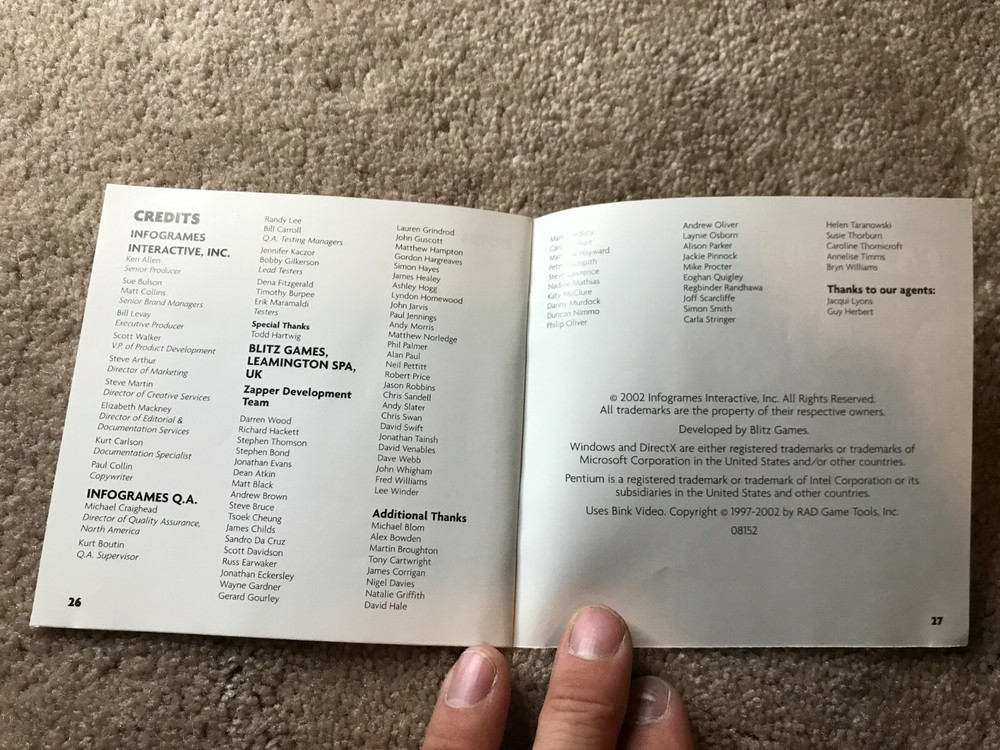 CREDITS
INFOGRAMES
INTERACTIVE, INC.
Ken Allen
Senior Producer
Sue Bulson
Matt Collins
Senior Brand Managers
Bill Levay
Executive Producer
Scott Walker
V.P. of Product Development
Steve Arthur
Director of Marketing
Steve Martin
Director of Creative Services
Elizabeth Mackney
Director of Editorial &
Documentation Services
Kurt Carlson
Documentation Specialist
Paul Collin
Copywriter
INFOGRAMES Q.A.
Michael Craighead
Director of Quality Assurance,
North America
Kurt Boutin
Q.A. Supervisor
26
Randy Lee
Bill Carroll
Q.A. Testing Managers
Jennifer Kaczor
Bobby Gilkerson
Lead Testers
Dena Fitzgerald
Timothy Burpee
Erik Maramaldi
Testers
Special Thanks
Todd Hartwig
BLITZ GAMES,
LEAMINGTON SPA,
UK
Zapper Development
Team
Darren Wood
Richard Hackett
Stephen Thomson
Stephen Bond
Jonathan Evans
Dean Atkin
Matt Black
Andrew Brown
Steve Bruce
Tsoek Cheung
James Childs
Sandro Da Cruz
Scott Davidson
Russ Earwaker
Jonathan Eckersley
Wayne Gardner
Gerard Gourley
Lauren Grindrod
John Guscott
Matthew Hampton
Gordon Hargreaves
Simon Hayes
James Healey
Ashley Hogg
Lyndon Homewood
John Jarvis
Paul Jennings
Andy Morris
Matthew Norledge
Phil Palmer
Alan Paul
Neil Pettitt
Robert Price
Jason Robbins
Chris Sandell
Andy Slater
Chris Swan
David Swift
Jonathan Tainsh
David Venables
Dave Webb
John Whigham
Fred Williams
Lee Winder
Additional Thanks
Michael Blom
Alex Bowden
Martin Broughton
Tony Cartwright
James Corrigan
Nigel Davies
Natalie Griffith
David Hale
Hayward
Steve Lawrence
Nadine Mathias
Katy McClure
Danny Murdock
Duncan Nimmo
Philip Oliver
Andrew Oliver
Laynie Osborn
Alison Parker
Jackie Pinnock
Mike Procter
Eoghan Quigley
Regbinder Randhawa
Joff Scarcliffe
Simon Smith
Carla Stringer
Helen Taranowski
Susie Thorburn
Caroline Thornicroft
Annelise Timms
Bryn Williams
Thanks to our agents:
Jacqui Lyons
Guy Herbert
© 2002 Infogrames Interactive, Inc. All Rights Reserved.
All trademarks are the property of their respective owners.
Developed by Blitz Games.
Windows and DirectX are either registered trademarks or trademarks of
Microsoft Corporation in the United States and/or other countries.
Pentium is a registered trademark or trademark of Intel Corporation or its
subsidiaries in the United States and other countries.
Uses Bink Video. Copyright © 1997-2002 by RAD Game Tools, Inc.
08152
27